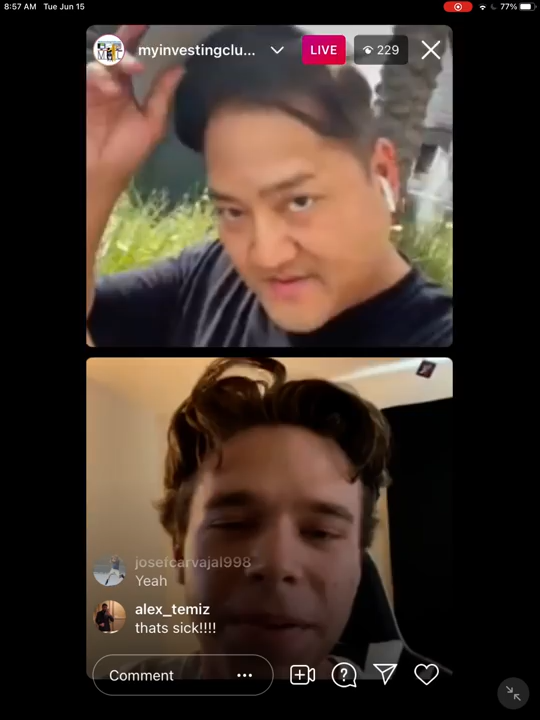 8:57 AM Tue Jun 15
77%
myinvestingclu...
LIVE
229
josefcarvajal998
Yeah
alex_temiz
thats sick!!!!
Comment